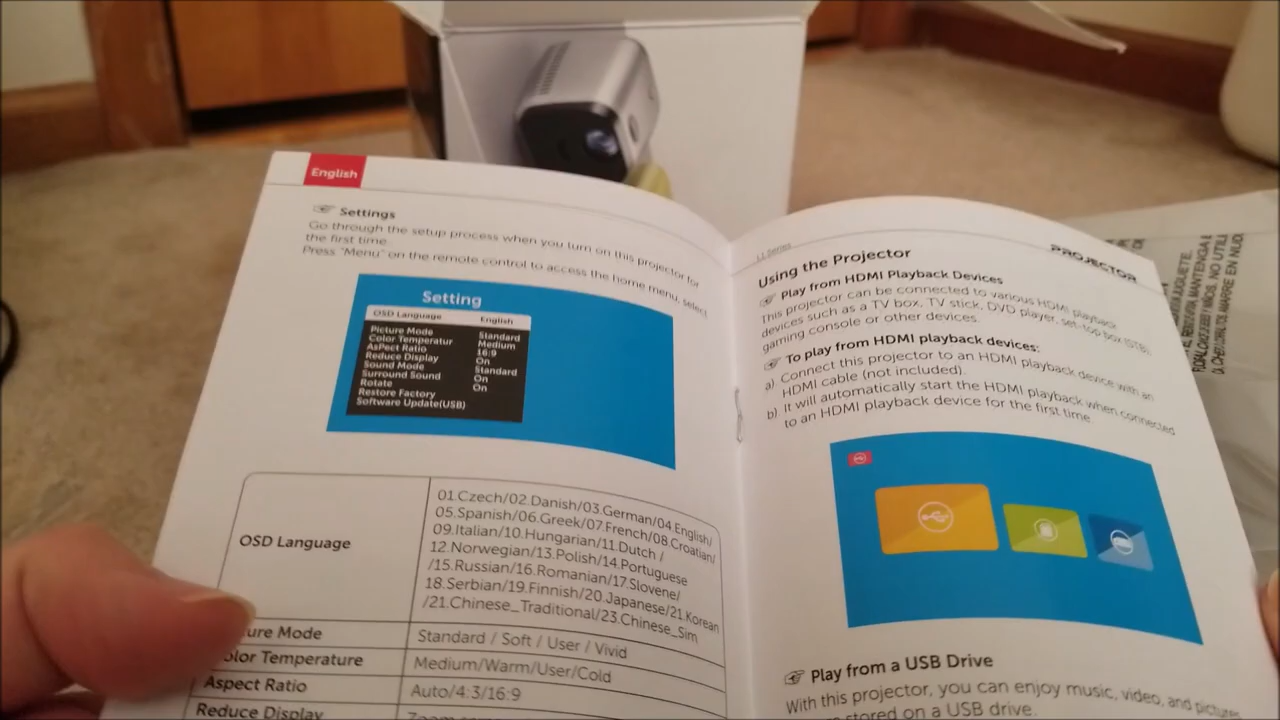 English
Settings
Go through the setup process when you turn on this projector for
the first time.
Press "Menu" on the remote control to access the home menu, select
Setting
OSD Language English
Picture Mode Standard
Color Temperatur Medium
AsPect Ratio 16:9
Reduce Display On
Sound Mode Standard
Surround Sound On
Rotate On
Restore Factory
Software Update(USB)
OSD Language
01.Czech/02.Danish/03.German/04.English/
05.Spanish/06.Greek/07.French/08.Croatian/
09.Italian/10.Hungarian/11.Dutch /
12.Norwegian/13.Polish/14.Portuguese
/15.Russian/16.Romanian/17.Slovene/
18.Serbian/19.Finnish/20.Japanese/21.Korean
/21.Chinese_Traditional/23.Chinese_Sim
ure Mode Standard / Soft / User / Vivid
olor Temperature Medium/Warm/User/Cold
Aspect Ratio Auto/4:3/16:9
Reduce Display
LL Series
PROJECTOR
Using the Projector
Play from HDMI Playback Devices
This projector can be connected to various HDMI playback
devices such as a TV box, TV stick, DVD player, set-top box (STB),
gaming console or other devices.
To play from HDMI playback devices:
a) Connect this projector to an HDMI playback device with an
HDMI cable (not included).
b) It will automatically start the HDMI playback when connected
to an HDMI playback device for the first time.
Play from a USB Drive
With this projector, you can enjoy music, video, and pictures
stored on a USB drive.